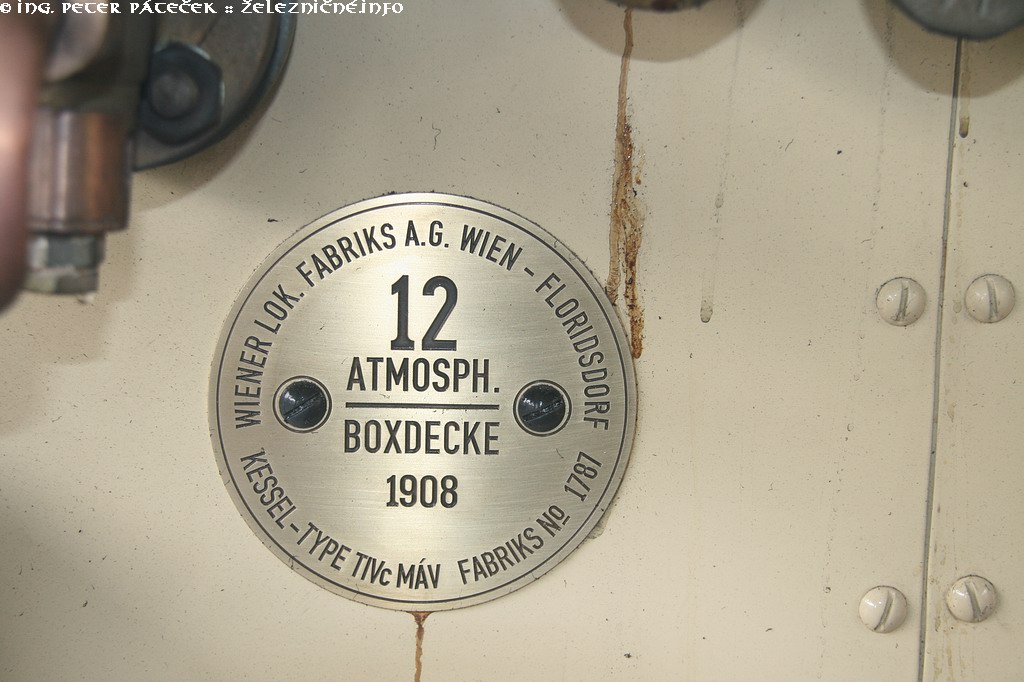 © ING. PETER PÁTEČEK :: ŽELEZNIČNÉ.INFO
WIENER LOK. FABRIKS A.G. WIEN - FLORIDSDORF
12
ATMOSPH.
BOXDECKE
1908
KESSEL-TYPE TIVc MÁV FABRIKS No 1787